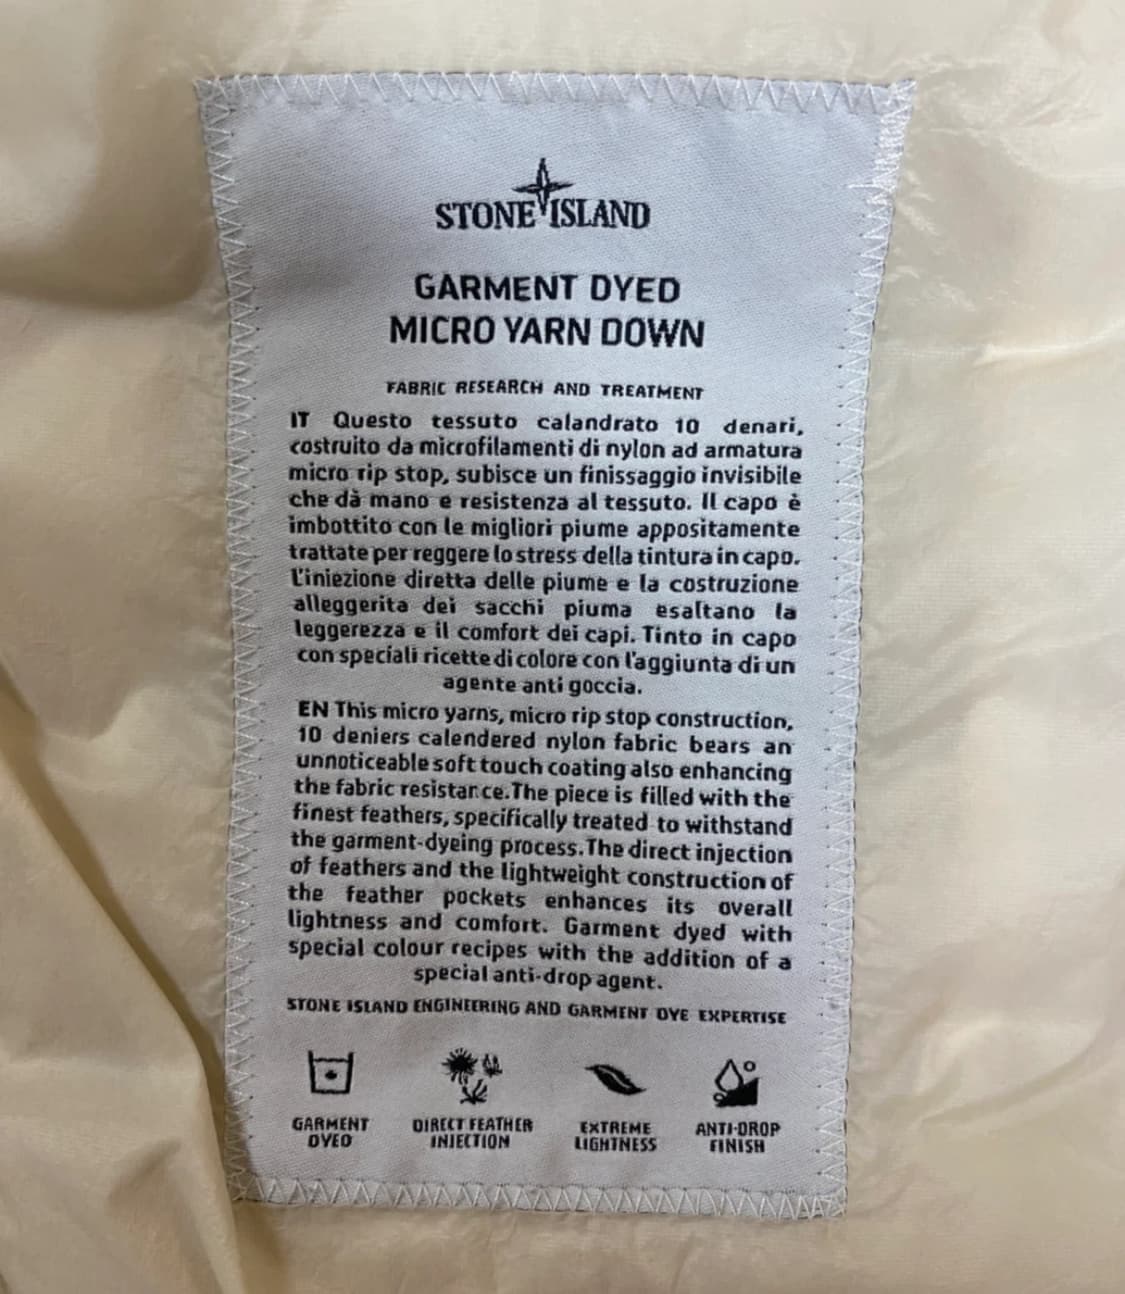 STONE ISLAND
GARMENT DYED
MICRO YARN DOWN
FABRIC RESEARCH AND TREATMENT
IT Questo tessuto calandrato 10 denari,
costruito da microfilamenti di nylon ad armatura
micro rip stop, subisce un finissaggio invisibile
che dà mano e resistenza al tessuto. Il capo è
imbottito con le migliori piume appositamente
trattate per reggere lo stress della tintura in capo.
L'iniezione diretta delle piume e la costruzione
alleggerita dei sacchi piuma esaltano la
leggerezza e il comfort dei capi. Tinto in capo
con speciali ricette di colore con l'aggiunta di un
agente anti goccia.
EN This micro yarns, micro rip stop construction,
10 deniers calendered nylon fabric bears an
unnoticeable soft touch coating also enhancing
the fabric resistance.The piece is filled with the
finest feathers, specifically treated to withstand
the garment-dyeing process.The direct injection
of feathers and the lightweight construction of
the feather pockets enhances its overall
lightness and comfort. Garment dyed with
special colour recipes with the addition of a
special anti-drop agent.
STONE ISLAND ENGINEERING AND GARMENT DYE EXPERTISE
GARMENT DYED
DIRECT FEATHER INJECTION
EXTREME LIGHTNESS
ANTI-DROP FINISH